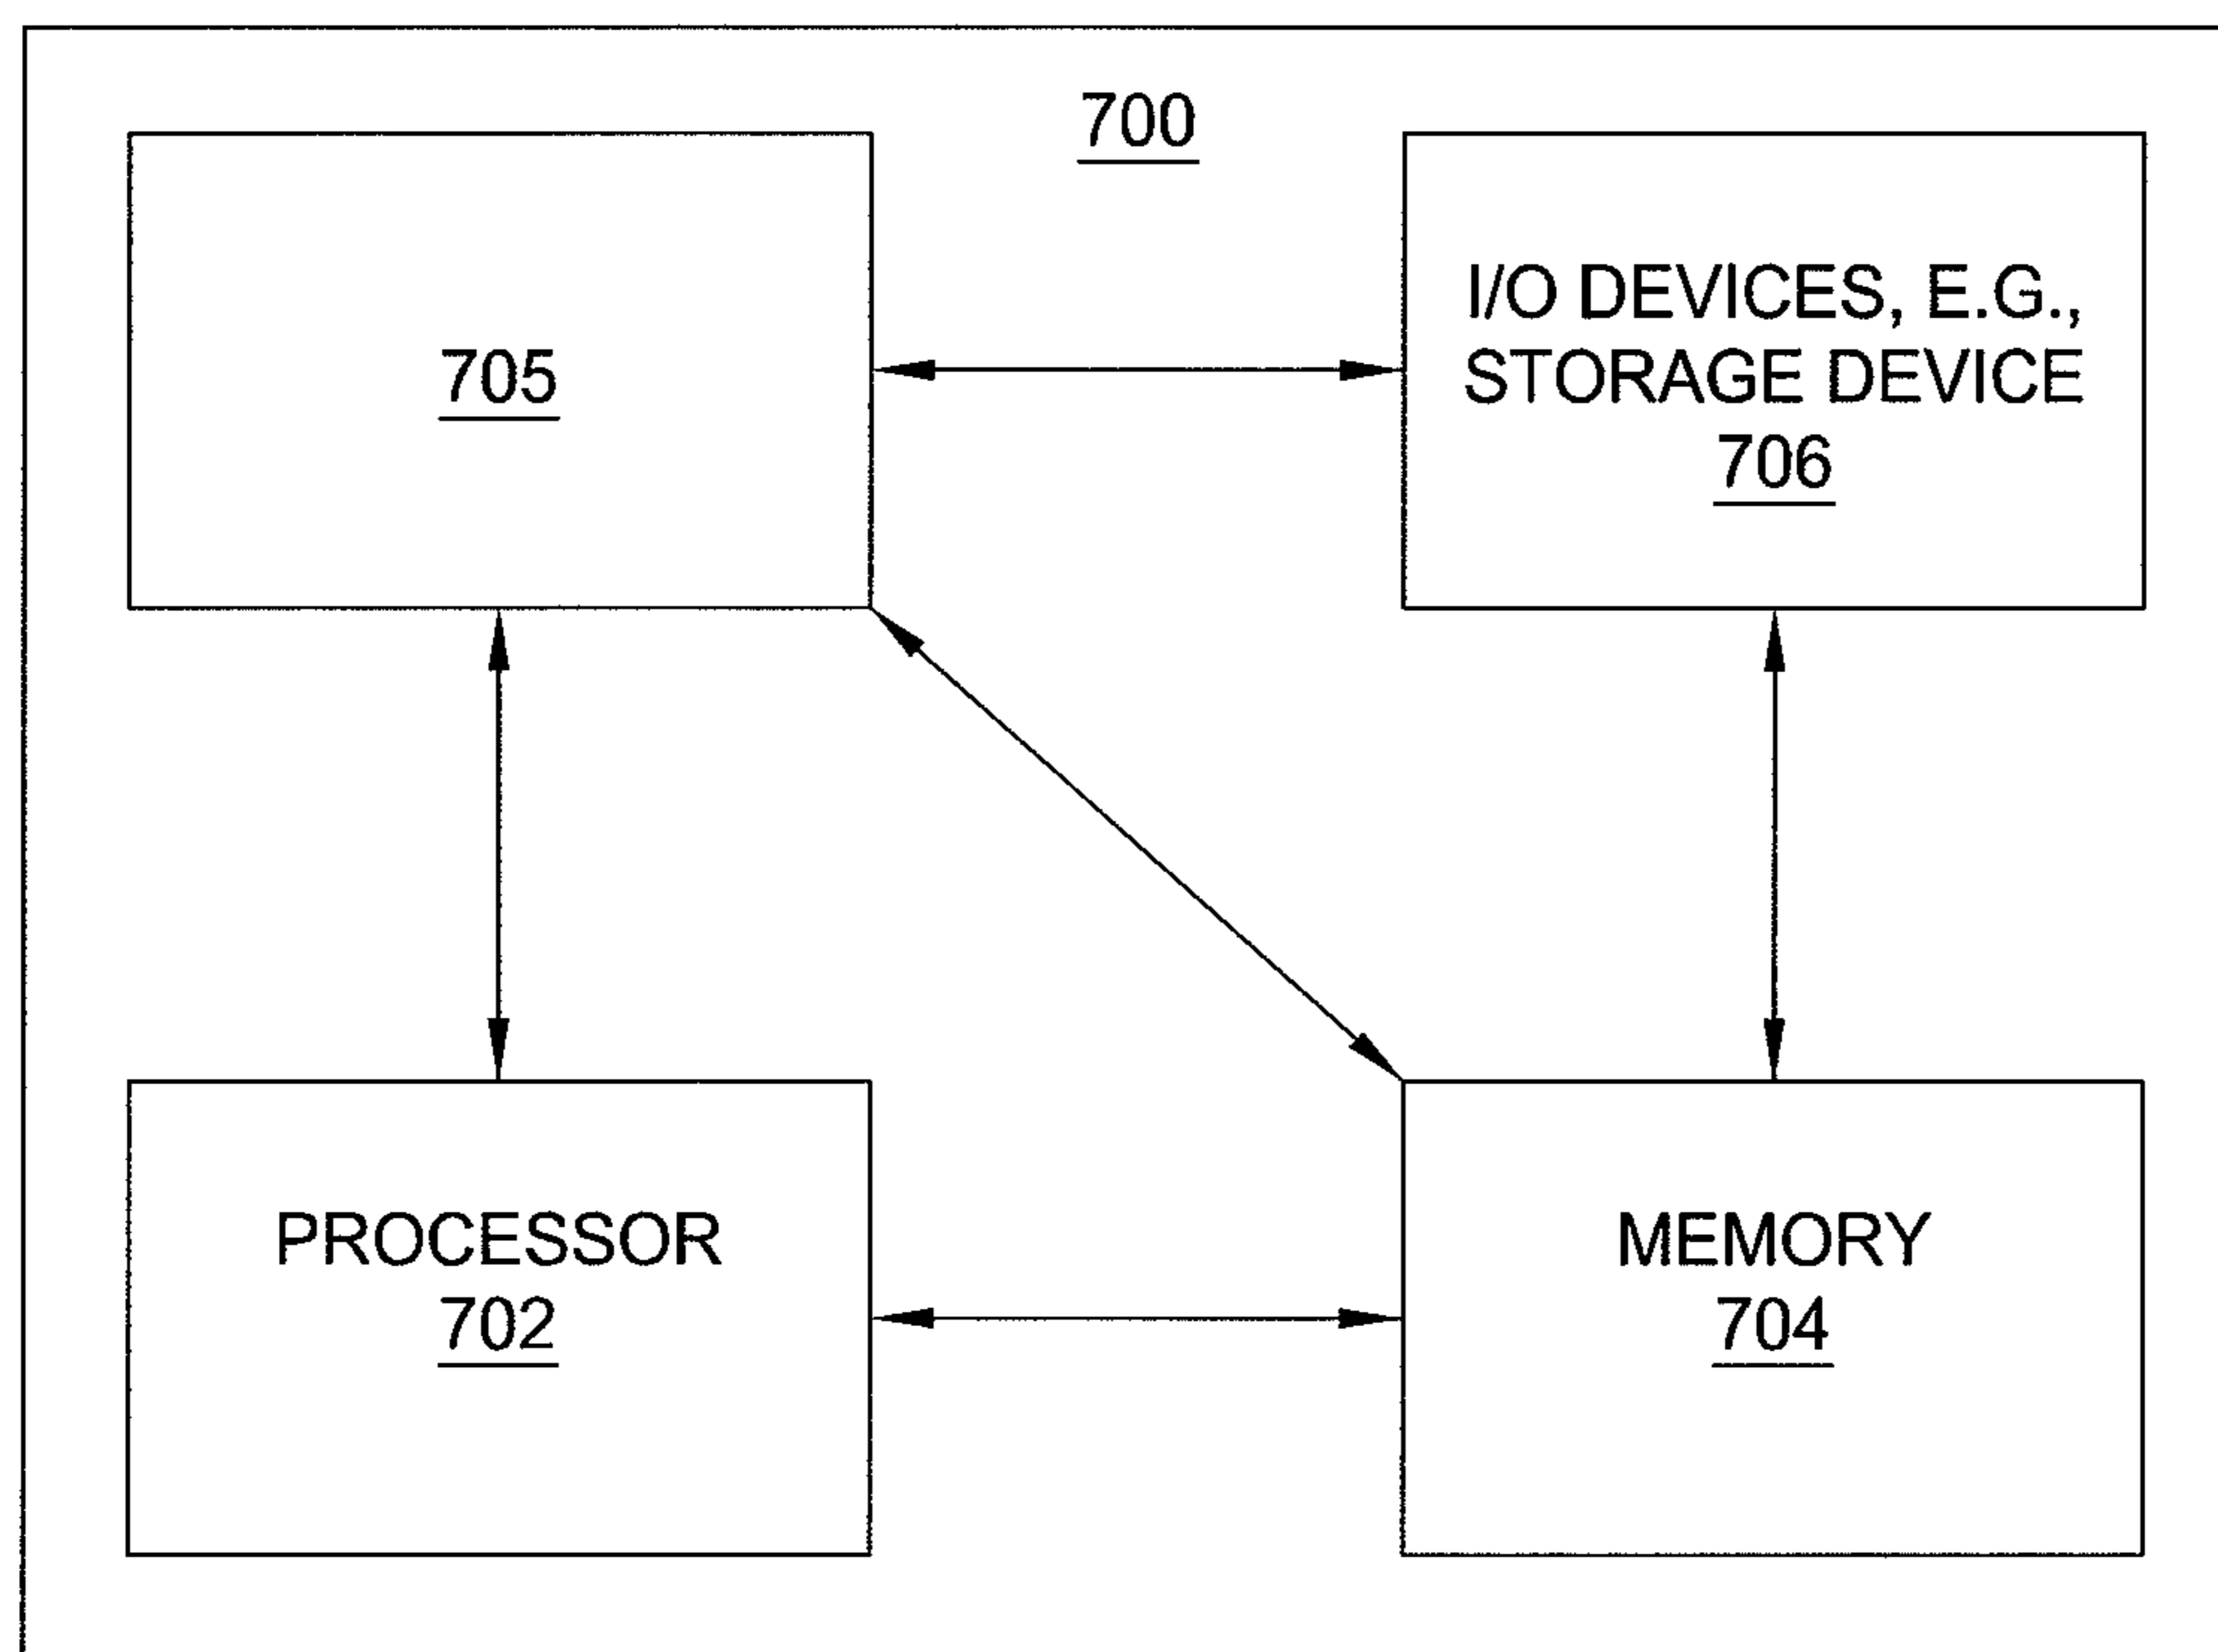 700
705
I/O DEVICES, E.G.,
STORAGE DEVICE
706
PROCESSOR
702
MEMORY
704